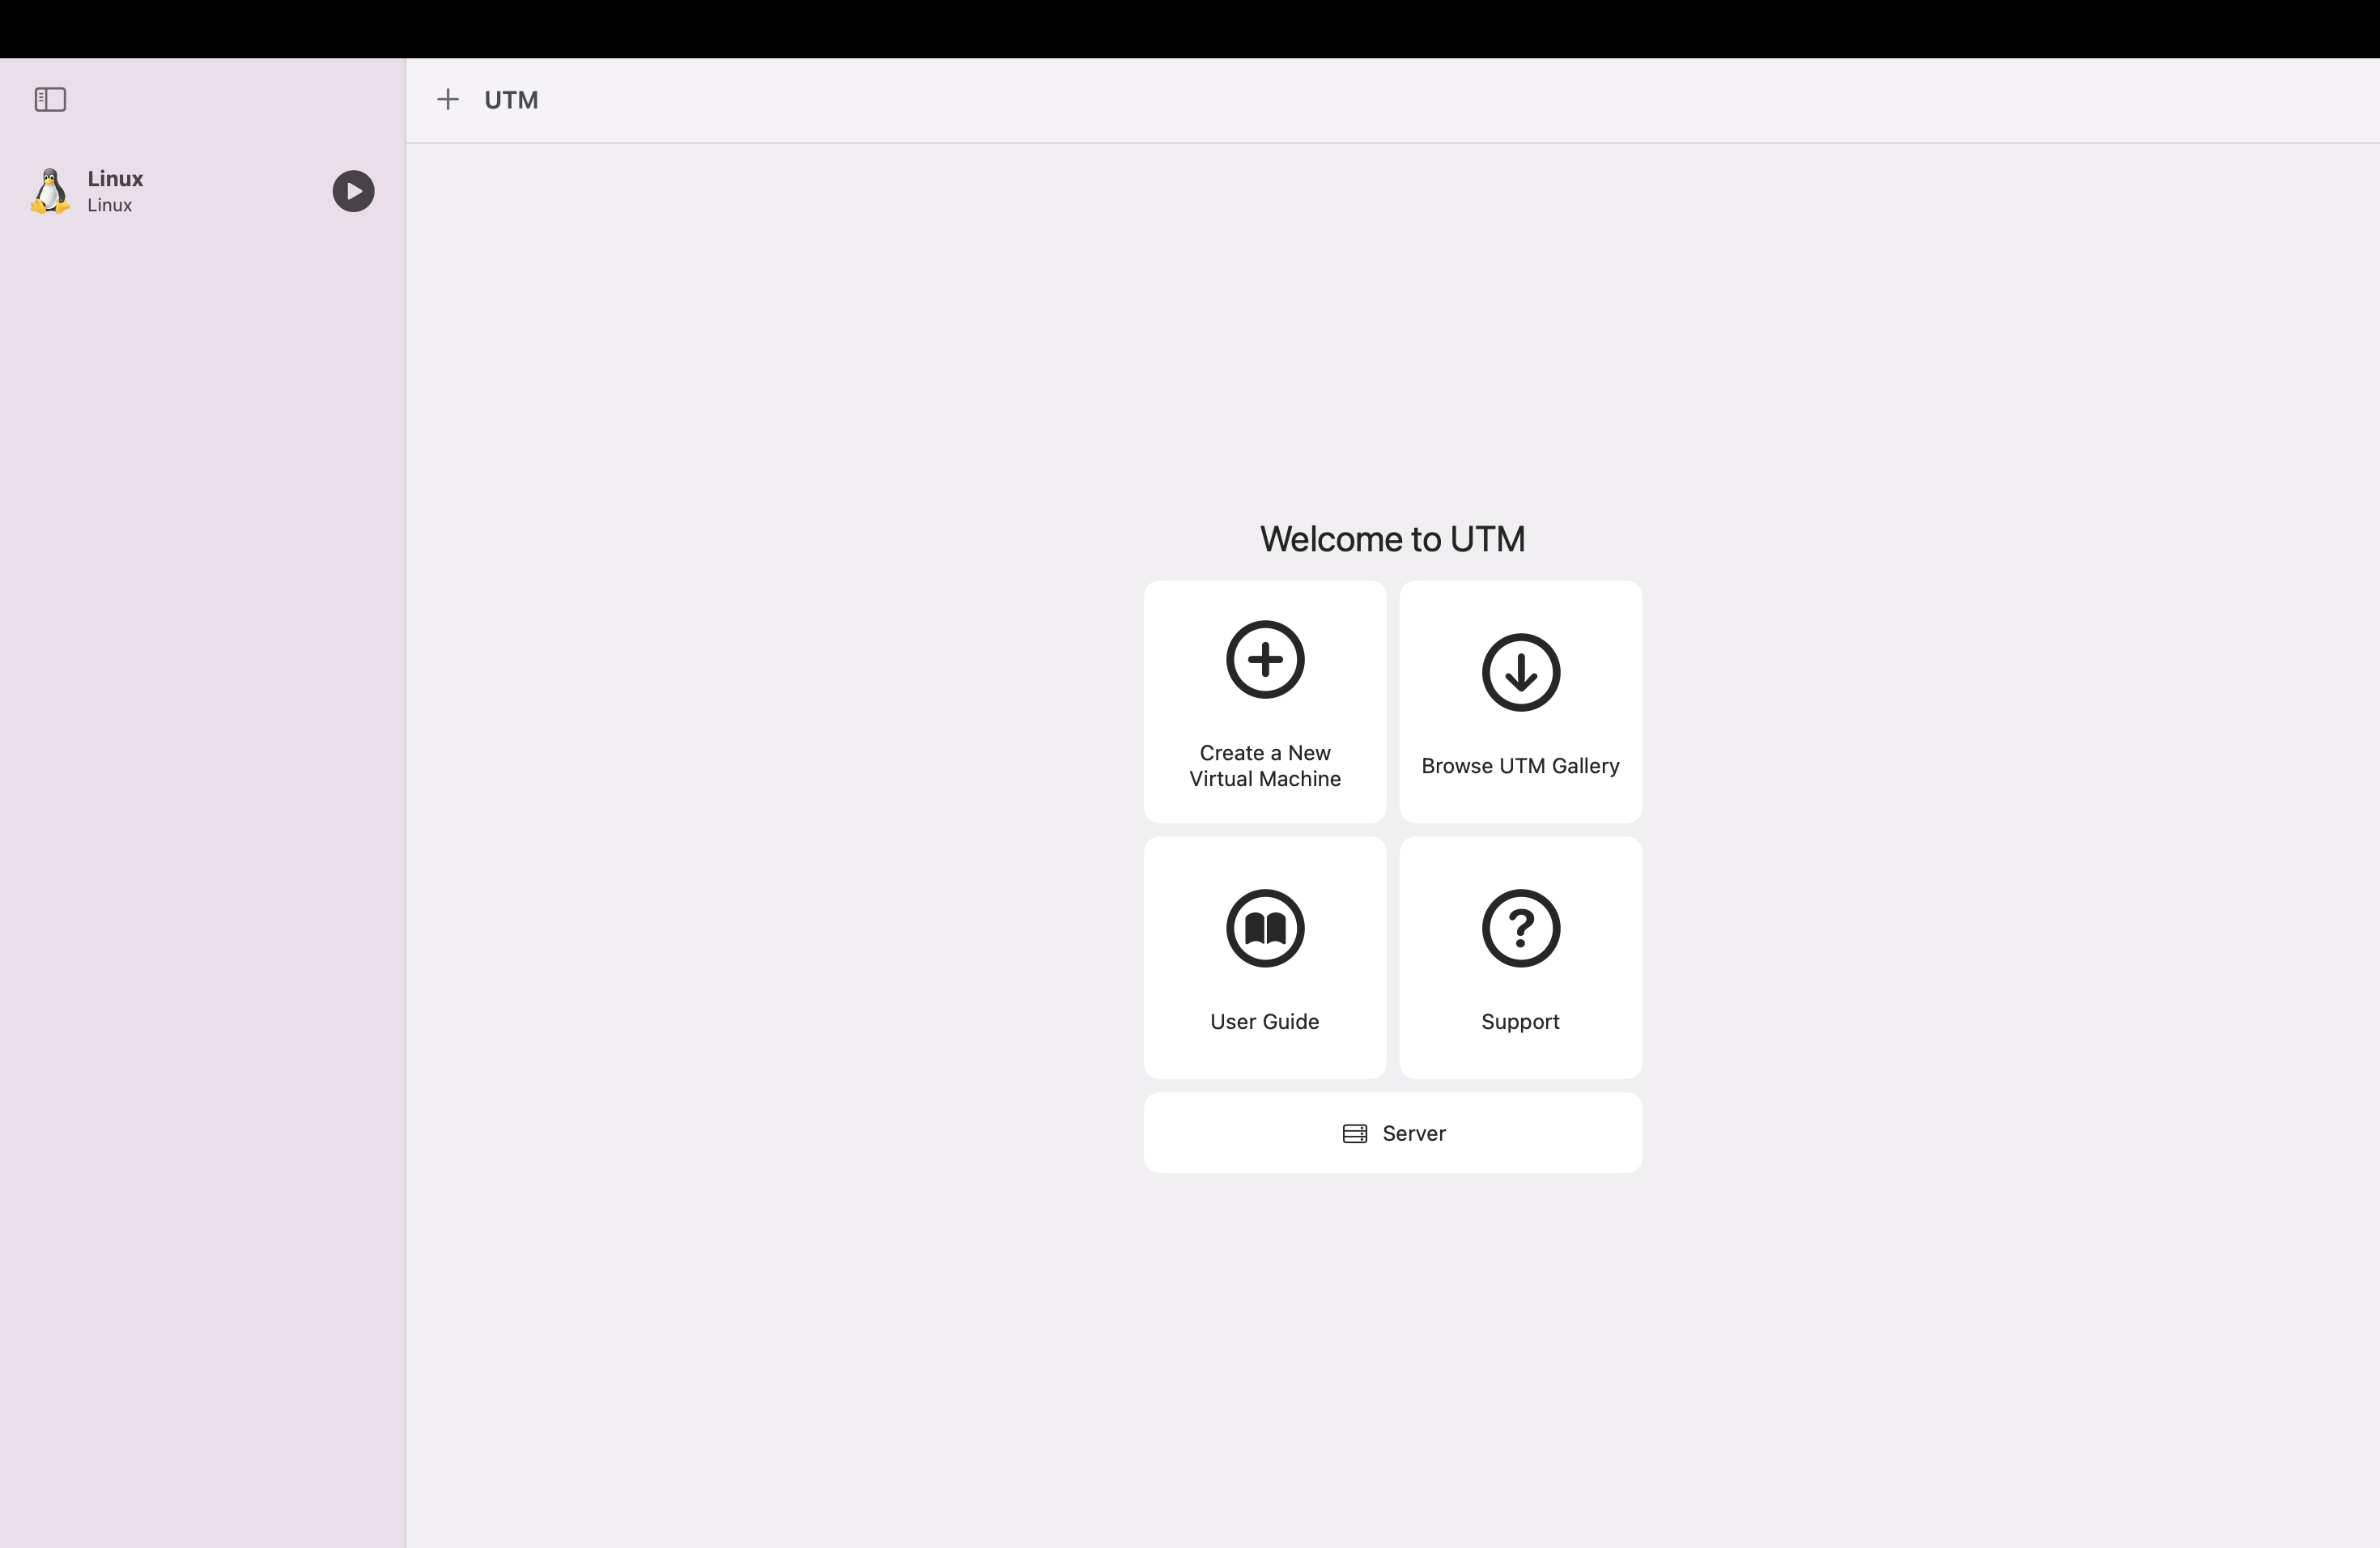 UTM
Linux
Linux
Welcome to UTM
Create a New
Virtual Machine
Browse UTM Gallery
User Guide
Support
Server